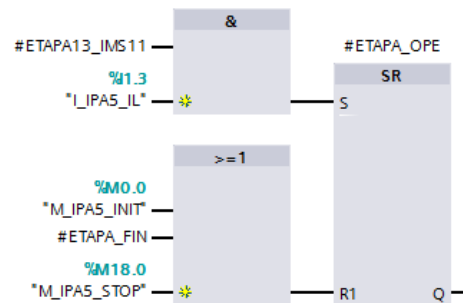 &
#ETAPA13_IMS11
#ETAPA_OPE
%I1.3
"I_IPA5_IL"
SR
S
>=1
%M0.0
"M_IPA5_INIT"
#ETAPA_FIN
%M18.0
"M_IPA5_STOP"
R1
Q